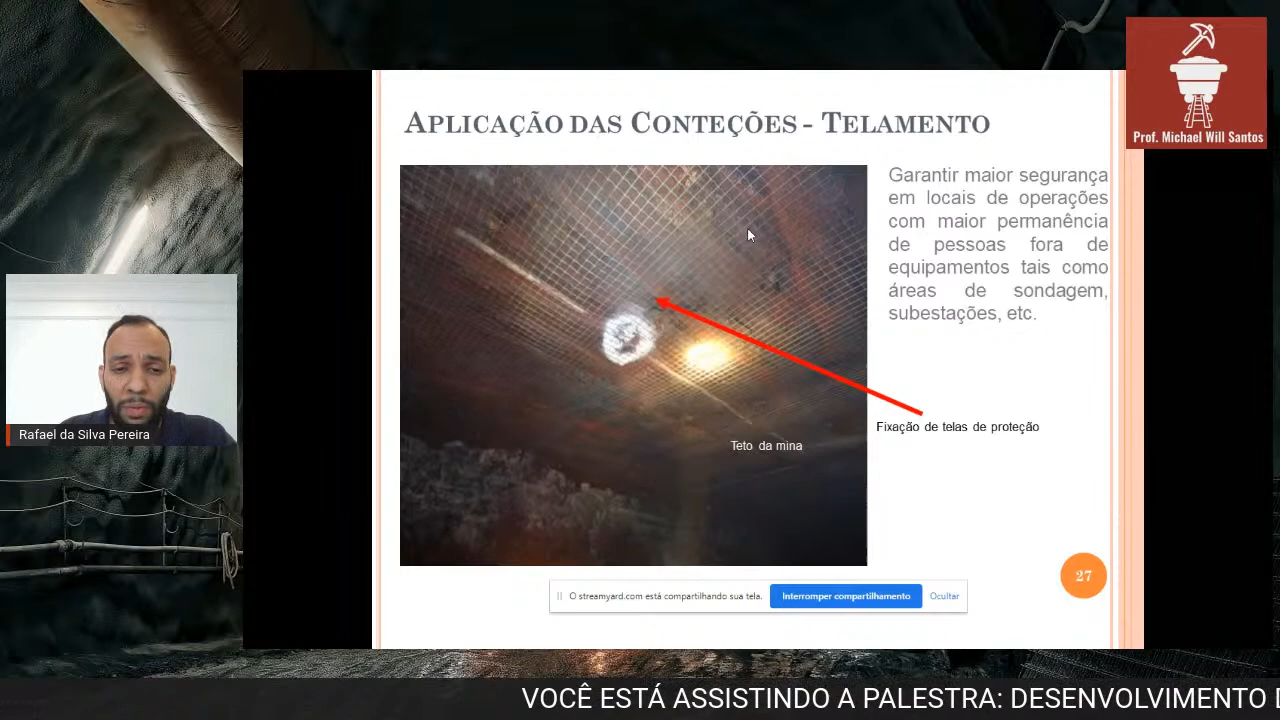 Prof. Michael Will Santos
APLICAÇÃO DAS CONTEÇÕES - TELAMENTO
Garantir maior segurança
em locais de operações
com maior permanência
de pessoas fora de
equipamentos tais como
áreas de sondagem,
subestações, etc.
Fixação de telas de proteção
Teto da mina
Rafael da Silva Pereira
27
O streamyard.com está compartilhando sua tela.
Interromper compartilhamento
Ocultar
VOCÊ ESTÁ ASSISTINDO A PALESTRA: DESENVOLVIMENTO